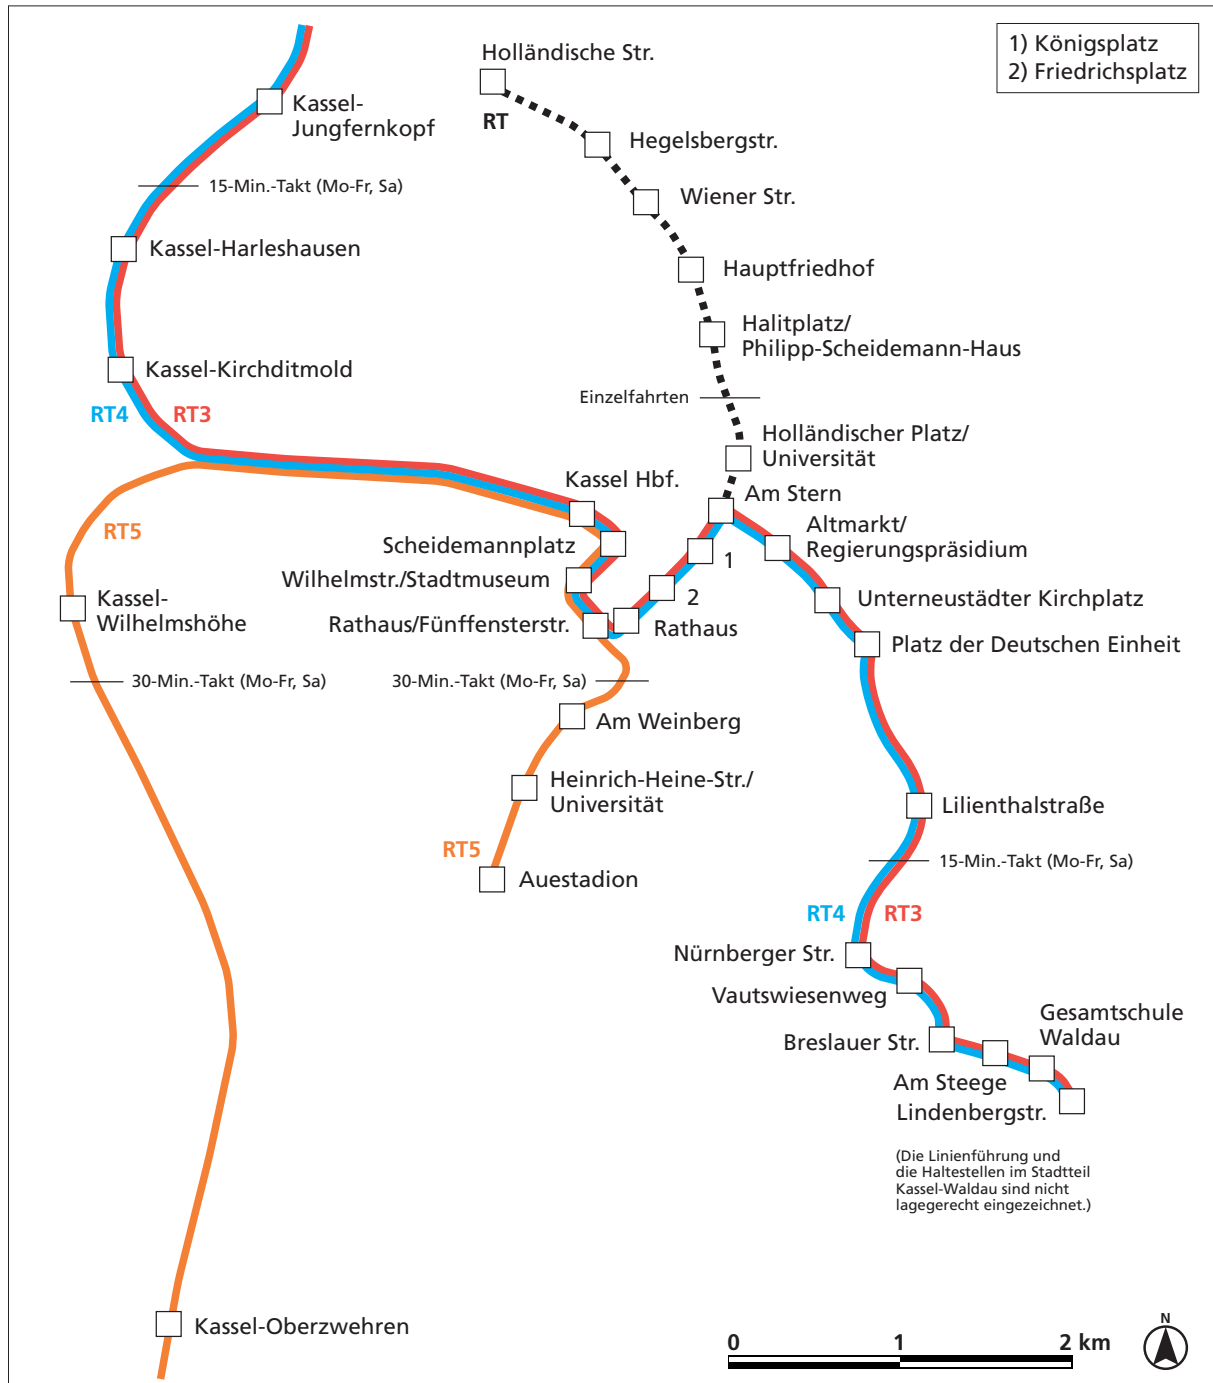 Holländische Str.
1) Königsplatz
2) Friedrichsplatz
Kassel-
Jungfernkopf
RT
Hegelsbergstr.
15-Min.-Takt (Mo-Fr, Sa)
Wiener Str.
Kassel-Harleshausen
Hauptfriedhof
Halitplatz/
Philipp-Scheidemann-Haus
Kassel-Kirchditmold
Einzelfahrten
RT4
RT3
Holländischer Platz/
Universität
Kassel Hbf.
Am Stern
RT5
Altmarkt/
Regierungspräsidium
Scheidemannplatz
1
Wilhelmstr./Stadtmuseum
2
Unterneustädter Kirchplatz
Kassel-
Wilhelmshöhe
Rathaus/Fünffensterstr.
Rathaus
Platz der Deutschen Einheit
30-Min.-Takt (Mo-Fr, Sa)
30-Min.-Takt (Mo-Fr, Sa)
Am Weinberg
Heinrich-Heine-Str./
Universität
Lilienthalstraße
RT5
15-Min.-Takt (Mo-Fr, Sa)
Auestadion
RT4
RT3
Nürnberger Str.
Vautswiesenweg
Gesamtschule
Waldau
Breslauer Str.
Am Steege
Lindenbergstr.
(Die Linienführung und
die Haltestellen im Stadtteil
Kassel-Waldau sind nicht
lagegerecht eingezeichnet.)
Kassel-Oberzwehren
0
1
2 km
N